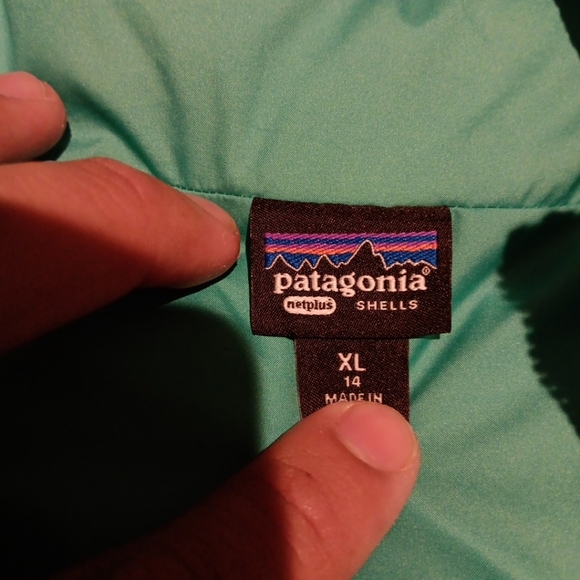 patagonia®
netplus® SHELLS
XL
14
MADE IN